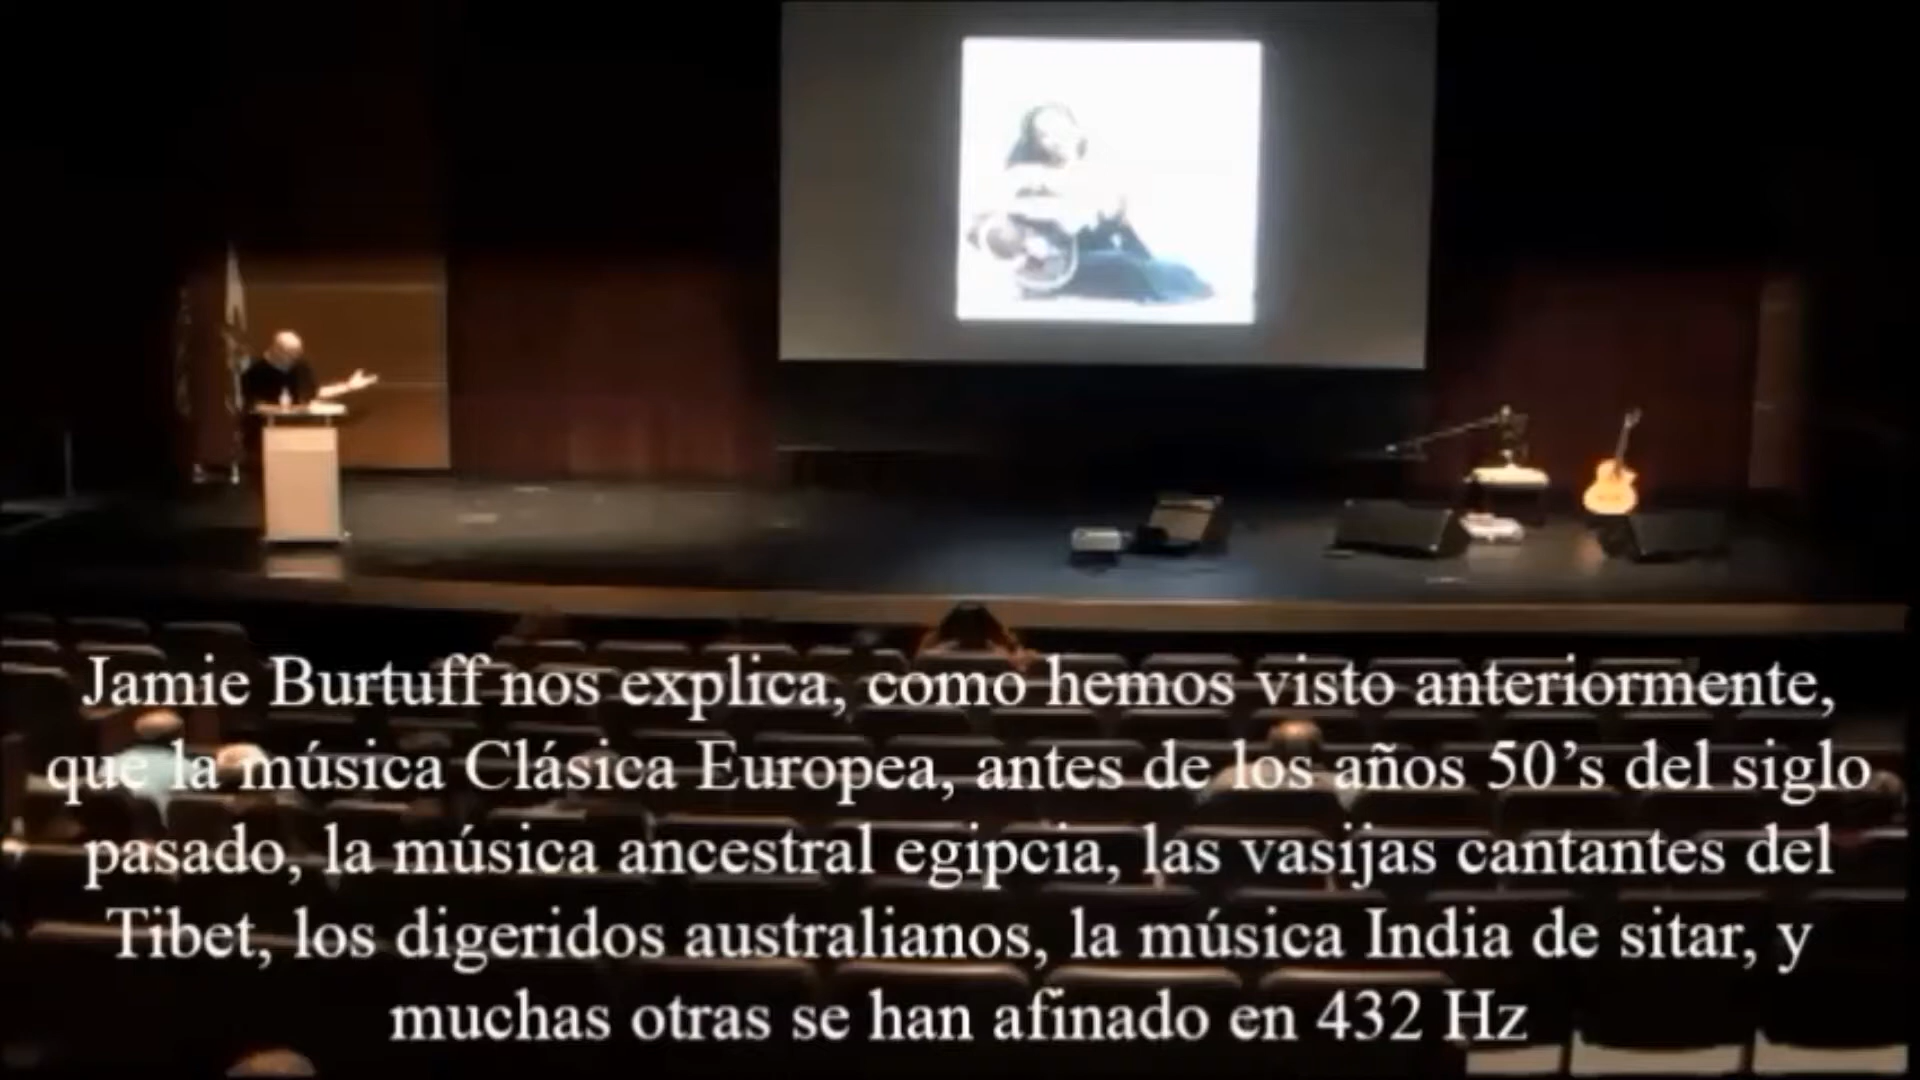 Jamie Burtuff nos explica, como hemos visto anteriormente,
que la música Clásica Europea, antes de los años 50’s del siglo
pasado, la música ancestral egipcia, las vasijas cantantes del
Tibet, los digeridos australianos, la música India de sitar, y
muchas otras se han afinado en 432 Hz